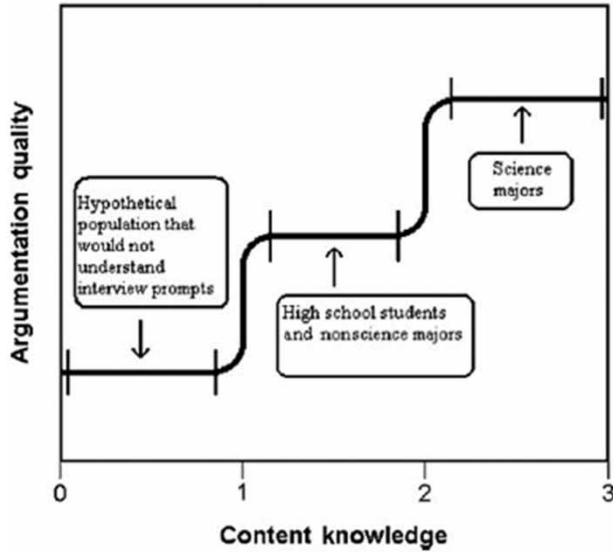 Argumentation quality
Hypothetical
population that
would not
understand
interview prompts
High school students
and nonscience majors
Science
majors
0
1
2
3
Content knowledge